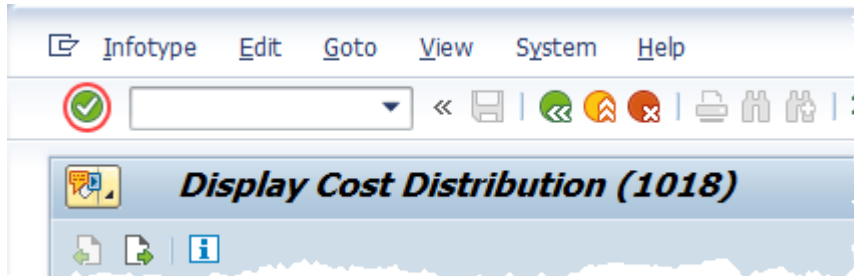 Infotype Edit Goto View System Help
«
Display Cost Distribution (1018)